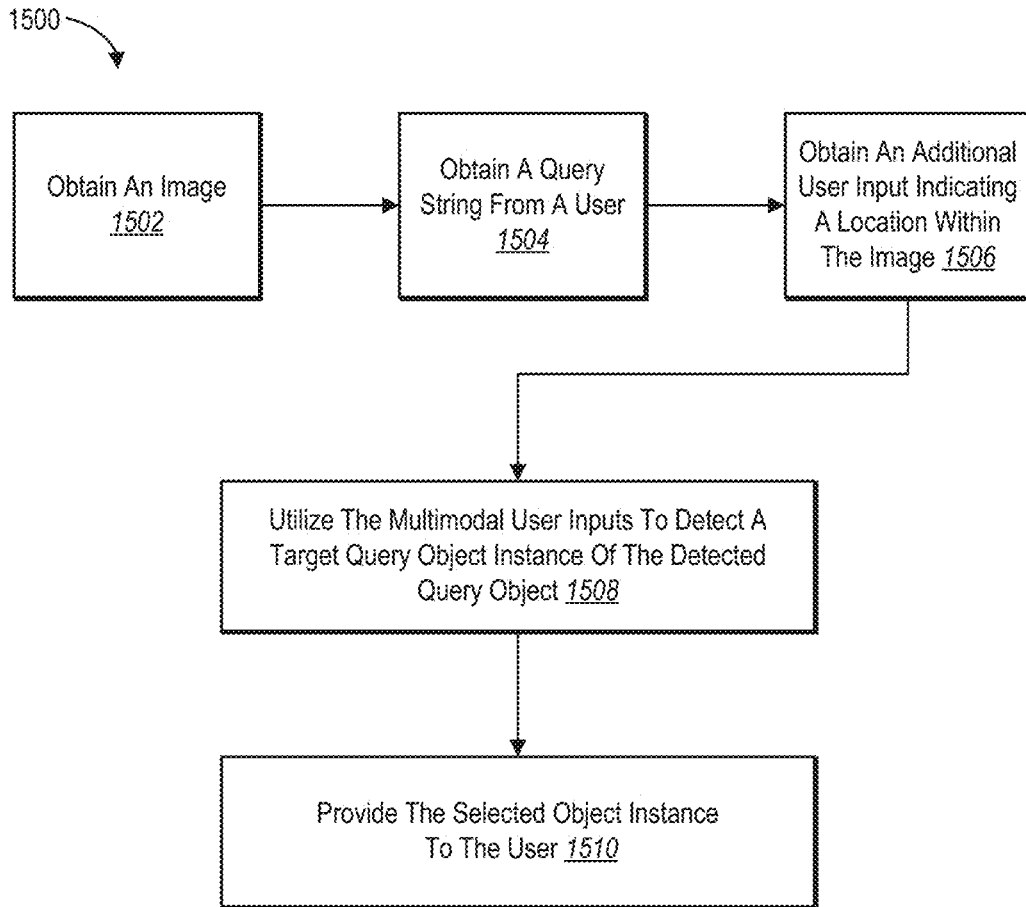 1500
Obtain An Image
1502
Obtain A Query
String From A User
1504
Obtain An Additional
User Input Indicating
A Location Within
The Image 1506
Utilize The Multimodal User Inputs To Detect A
Target Query Object Instance Of The Detected
Query Object 1508
Provide The Selected Object Instance
To The User 1510